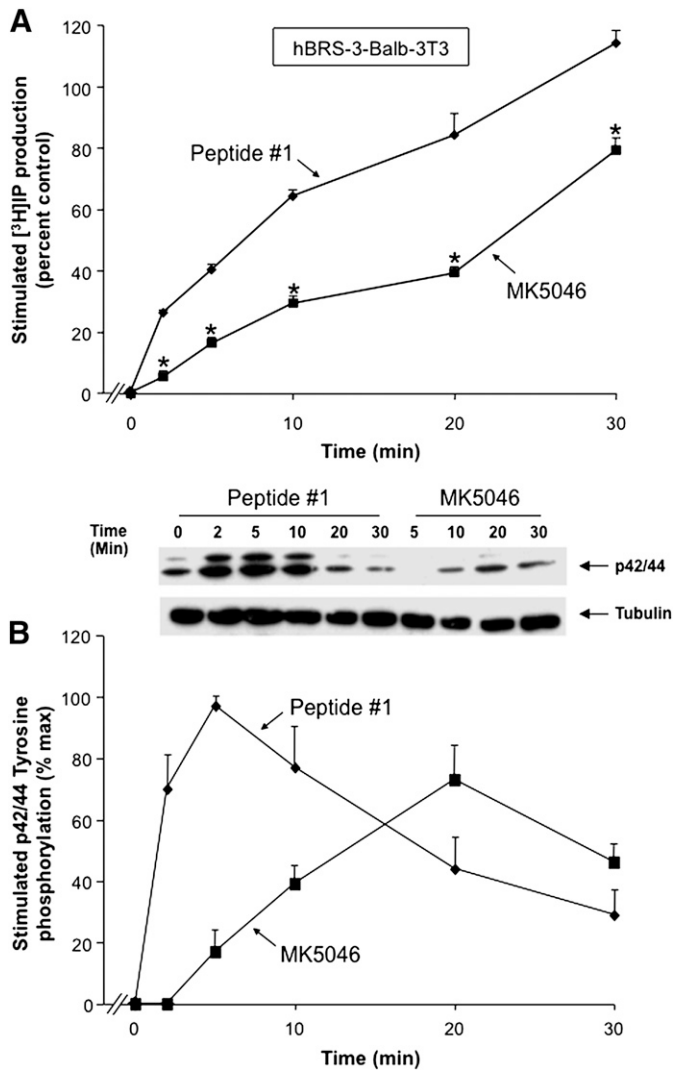 A
hBRS-3-Balb-3T3
Stimulated [³H]IP production
(percent control)
120
100
80
60
40
20
0
Peptide #1
MK5046
*
*
*
*
*
0
10
20
30
Time (min)
Peptide #1
MK5046
Time
(Min)
0 2 5 10 20 30 5 10 20 30
p42/44
Tubulin
B
Stimulated p42/44 Tyrosine
phosphorylation (% max)
120
100
80
60
40
20
0
Peptide #1
MK5046
0
10
20
30
Time (min)